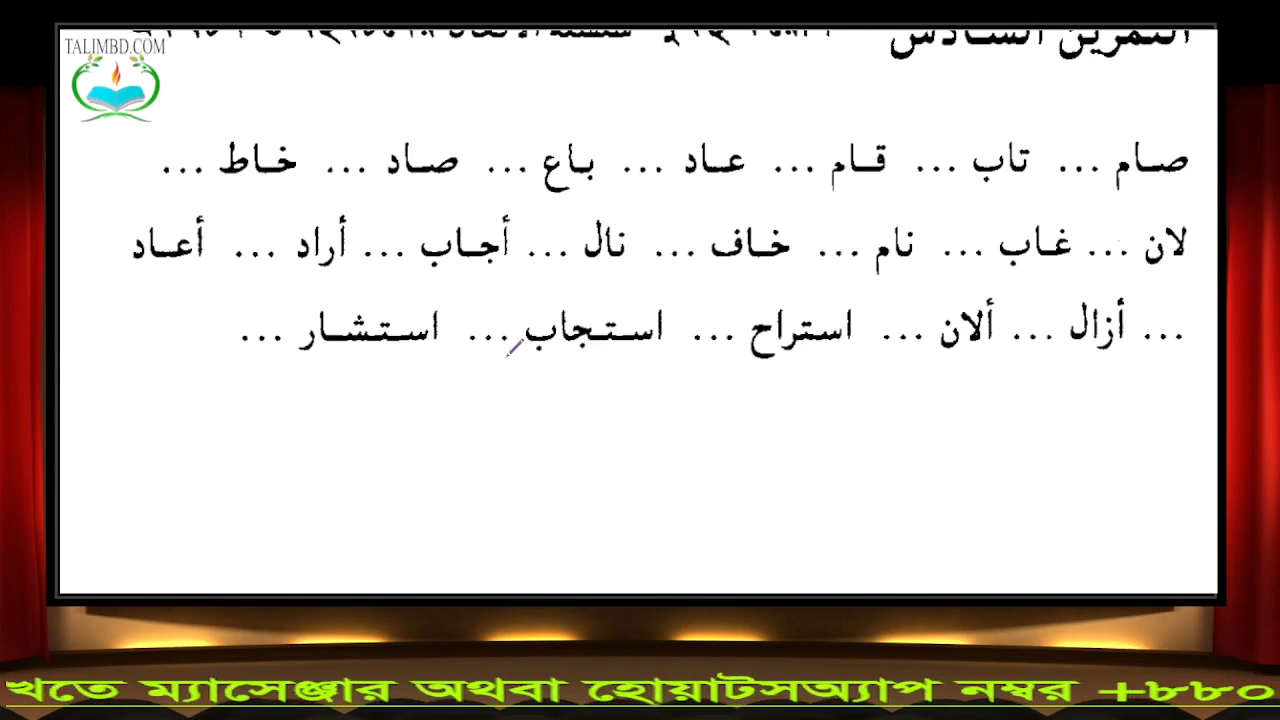 TALIMBD.COM
التمرين السادس
صام ... تاب ... قام ... عاد ... باع ... صاد ... خاط ...
لان ... غاب ... نام ... خاف ... نال ... أجاب ... أراد ... أعاد
... أزال ... ألان ... استراح ... استجاب ... استشار ...
খতে ম্যাসেঞ্জার অথবা হোয়াটসঅ্যাপ নম্বর +৮৮০